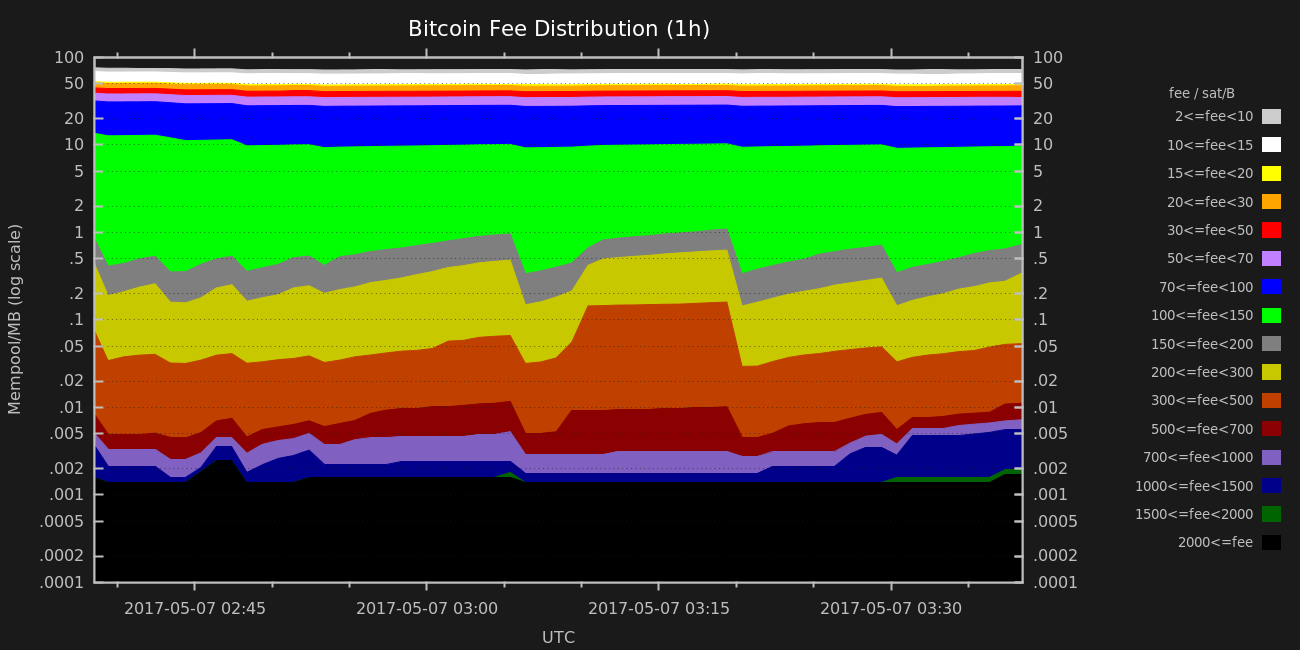 Bitcoin Fee Distribution (1h)
Mempool/MB (log scale)
100
50
20
10
5
2
1
.5
.2
.1
.05
.02
.01
.005
.002
.001
.0005
.0002
.0001
100
50
20
10
5
2
1
.5
.2
.1
.05
.02
.01
.005
.002
.001
.0005
.0002
.0001
2017-05-07 02:45
2017-05-07 03:00
2017-05-07 03:15
2017-05-07 03:30
UTC
fee / sat/B
2<=fee<10
10<=fee<15
15<=fee<20
20<=fee<30
30<=fee<50
50<=fee<70
70<=fee<100
100<=fee<150
150<=fee<200
200<=fee<300
300<=fee<500
500<=fee<700
700<=fee<1000
1000<=fee<1500
1500<=fee<2000
2000<=fee